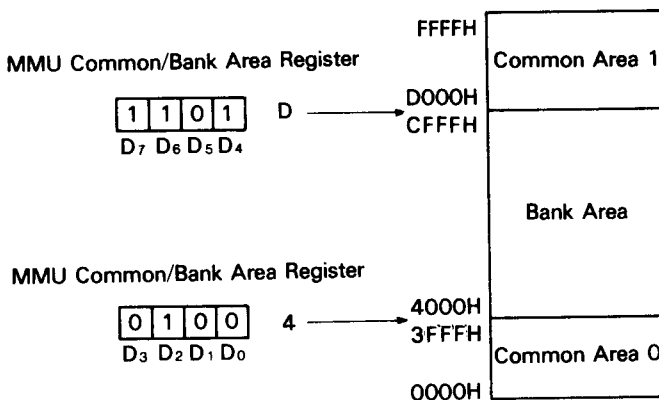 FFFFH
MMU Common/Bank Area Register
Common Area 1
1 1 0 1 D
D000H
CFFFH
D7 D6 D5 D4
Bank Area
MMU Common/Bank Area Register
0 1 0 0 4
4000H
3FFFH
D3 D2 D1 D0
Common Area 0
0000H